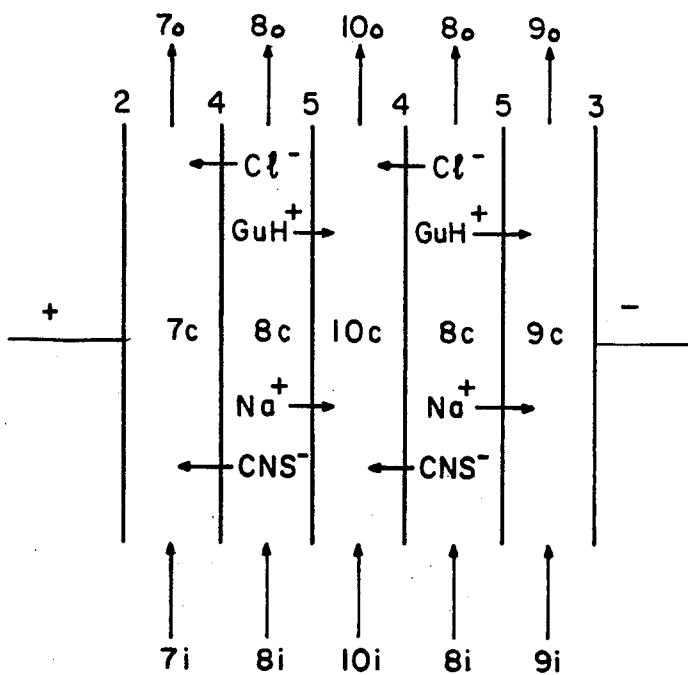 7o 8o 10o 8o 9o
2 4 5 4 5 3
Cl⁻ Cl⁻
GuH⁺ GuH⁺
+ −
7c 8c 10c 8c 9c
Na⁺ Na⁺
CNS⁻ CNS⁻
7i 8i 10i 8i 9i